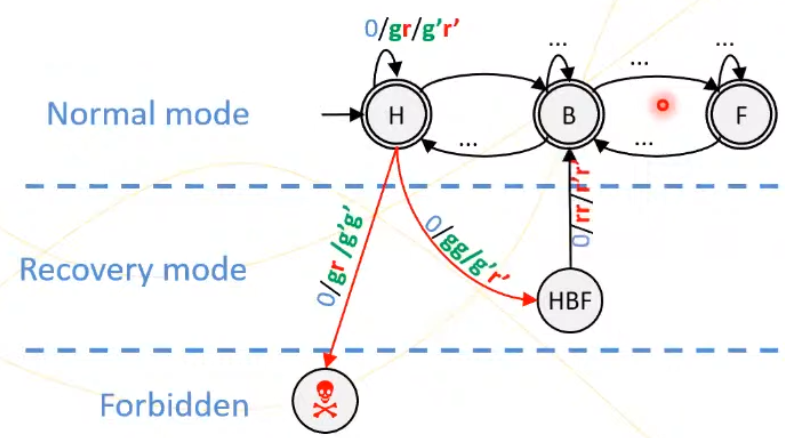 0/gr/g'r'
...
...
...
Normal mode
H
B
F
...
...
0/gr /g'g'
0/gg/g'r'
0/rr/r'r'
Recovery mode
HBF
Forbidden